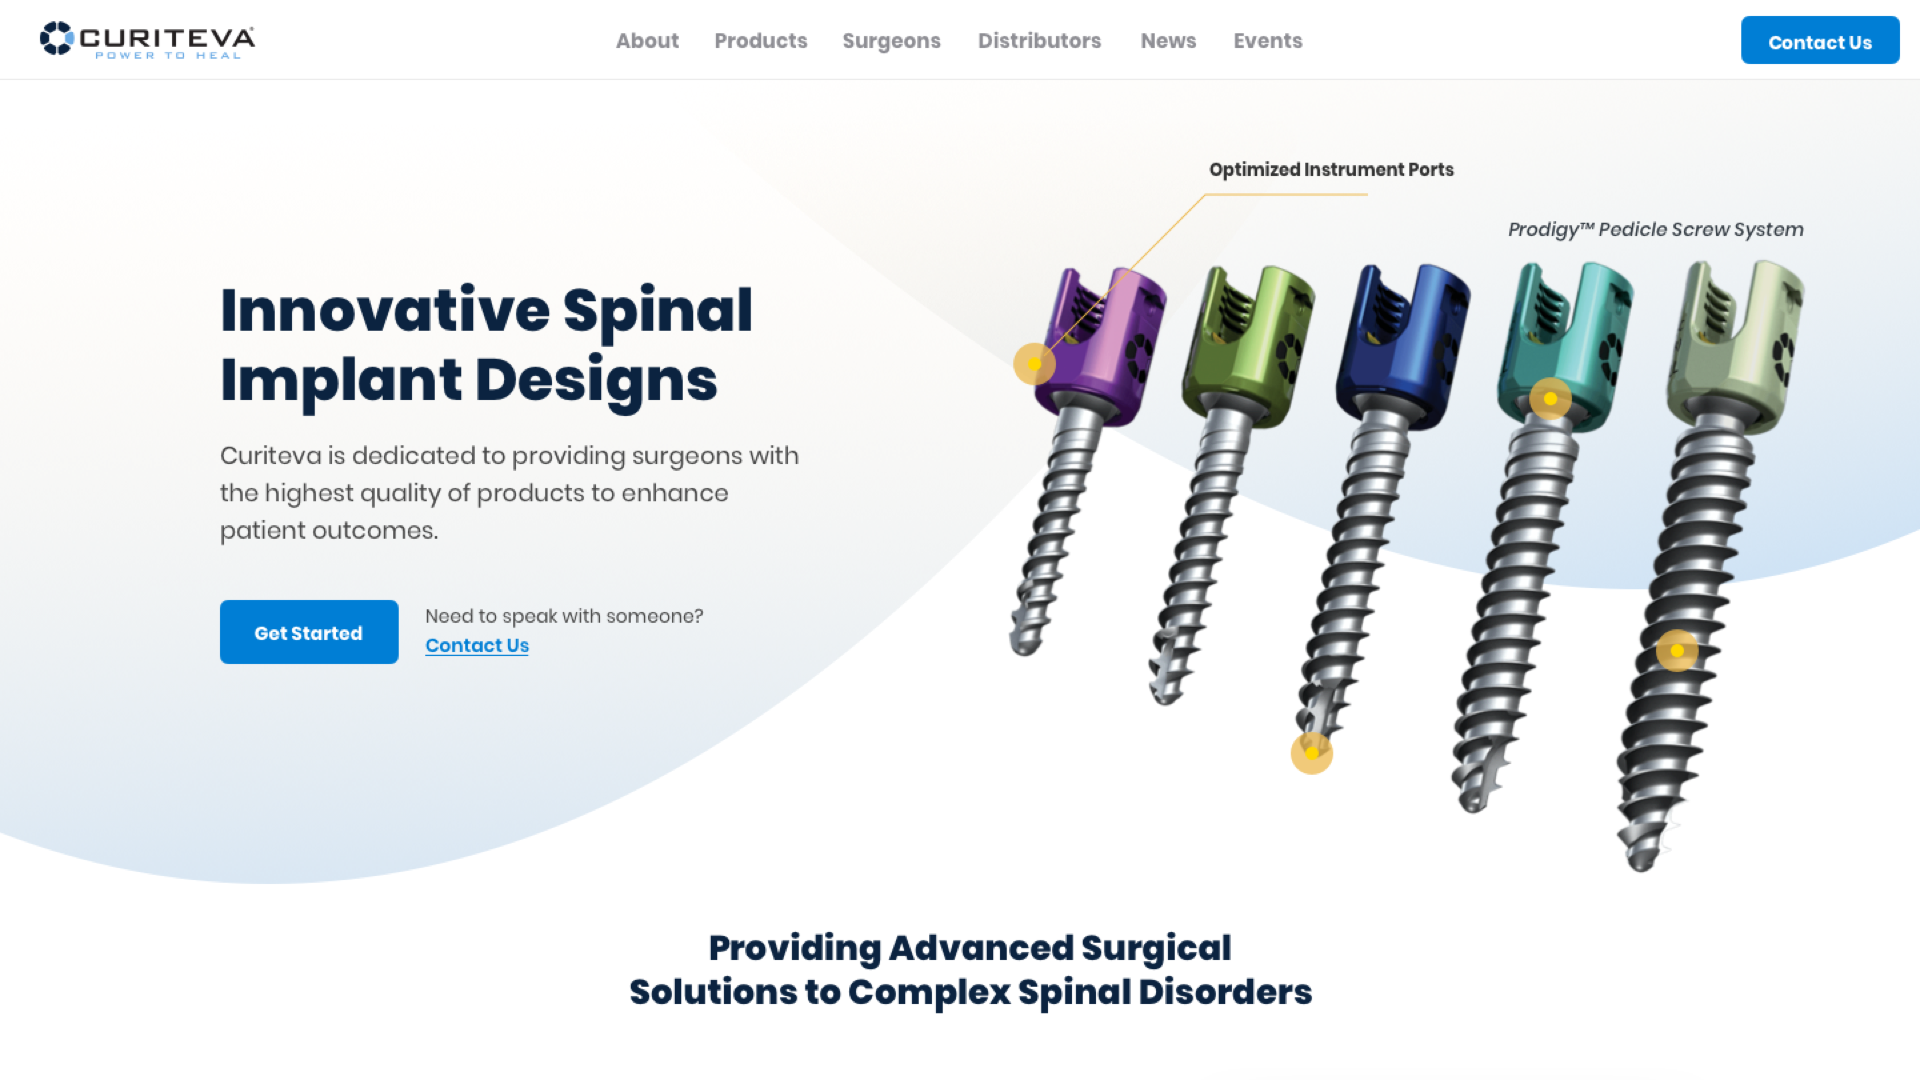 CURITEVA
POWER TO HEAL
About
Products
Surgeons
Distributors
News
Events
Contact Us
Optimized Instrument Ports
Prodigy™ Pedicle Screw System
Innovative Spinal
Implant Designs
Curiteva is dedicated to providing surgeons with
the highest quality of products to enhance
patient outcomes.
Get Started
Need to speak with someone?
Contact Us
Providing Advanced Surgical
Solutions to Complex Spinal Disorders